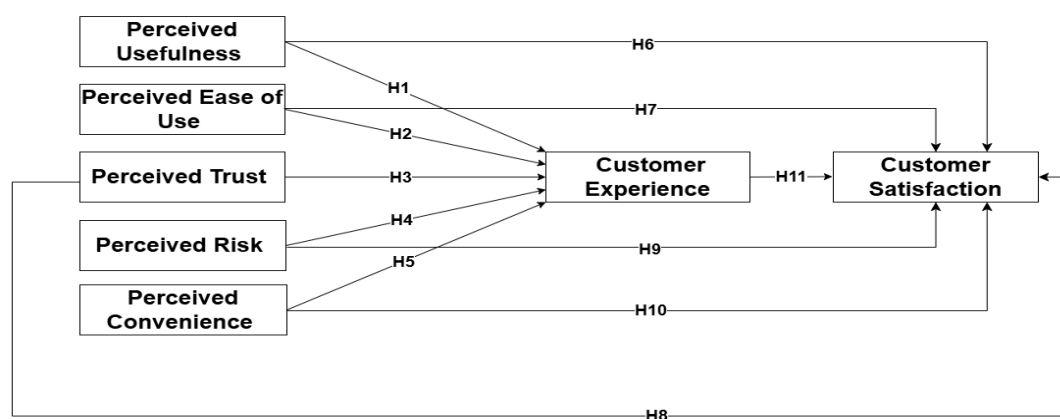 Perceived
Usefulness
H6
H1
Perceived Ease of
Use
H7
H2
Perceived Trust
H3
Customer
Experience
H11
Customer
Satisfaction
H4
Perceived Risk
H9
H5
Perceived
Convenience
H10
H8